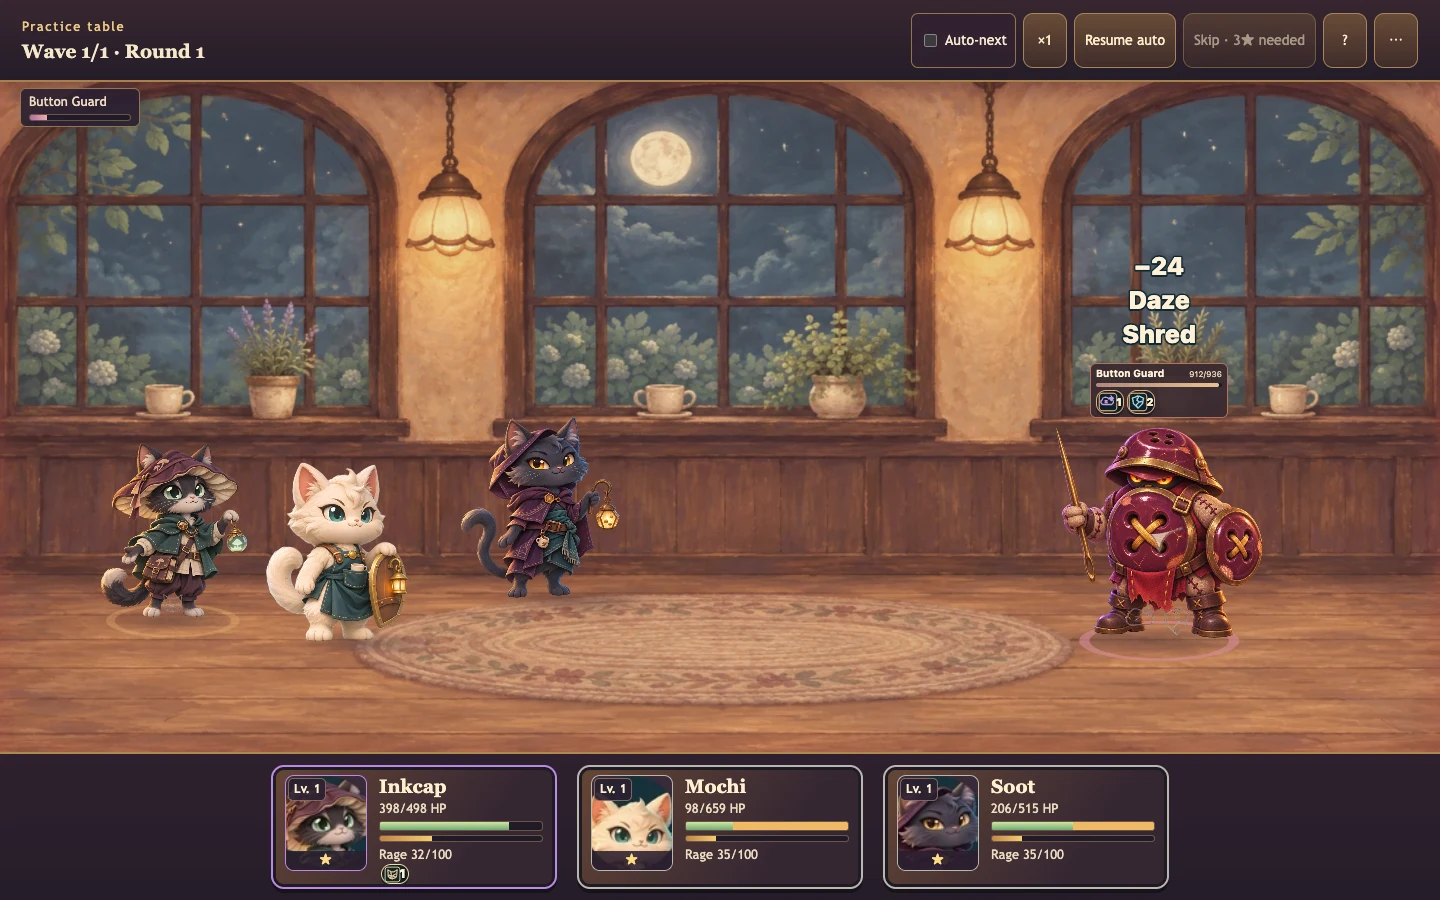 Practice table
Wave 1/1 · Round 1
Auto-next
×1
Resume auto
Skip · 3★ needed
?
···
Button Guard
−24
Daze
Shred
Button Guard 912/936
1 2
Lv. 1
Inkcap
398/498 HP
Rage 32/100
1
Lv. 1
Mochi
98/659 HP
Rage 35/100
Lv. 1
Soot
206/515 HP
Rage 35/100